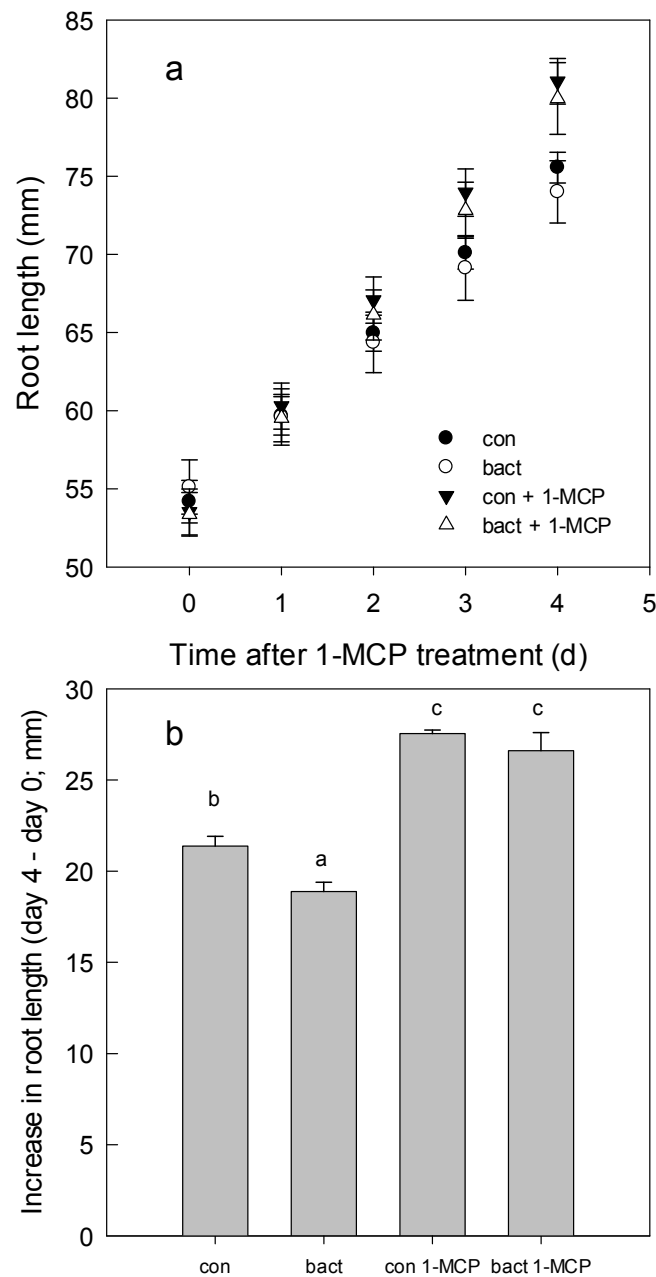 a
85
80
75
70
65
60
55
50
Root length (mm)
con
bact
con + 1-MCP
bact + 1-MCP
0 1 2 3 4 5
Time after 1-MCP treatment (d)
b
30
25
20
15
10
5
0
Increase in root length (day 4 - day 0; mm)
b
a
c
c
con bact con 1-MCP bact 1-MCP